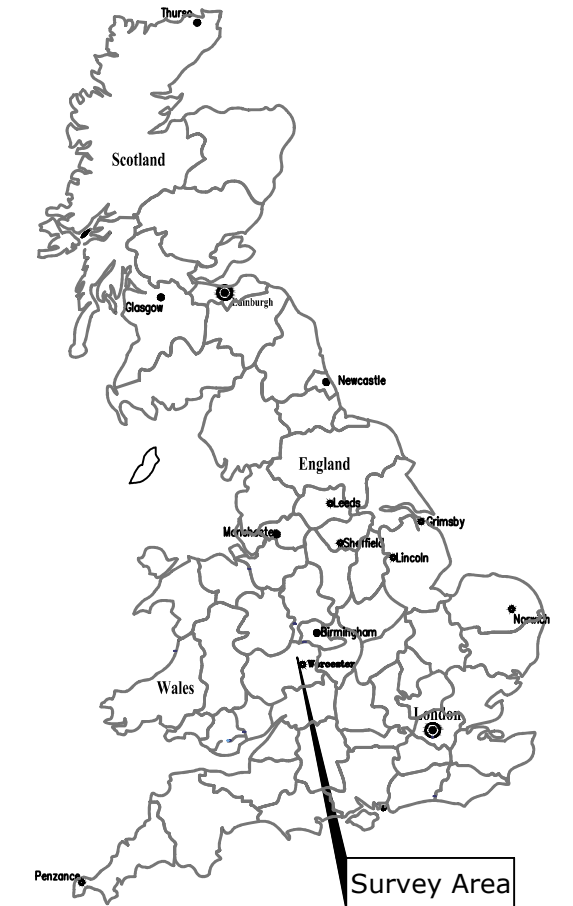 Thurso
Scotland
Edinburgh
Glasgow
Newcastle
England
Leeds
Grimsby
Manchester
Sheffield
Lincoln
Norwich
Birmingham
Worcester
Wales
London
Penzance
Survey Area